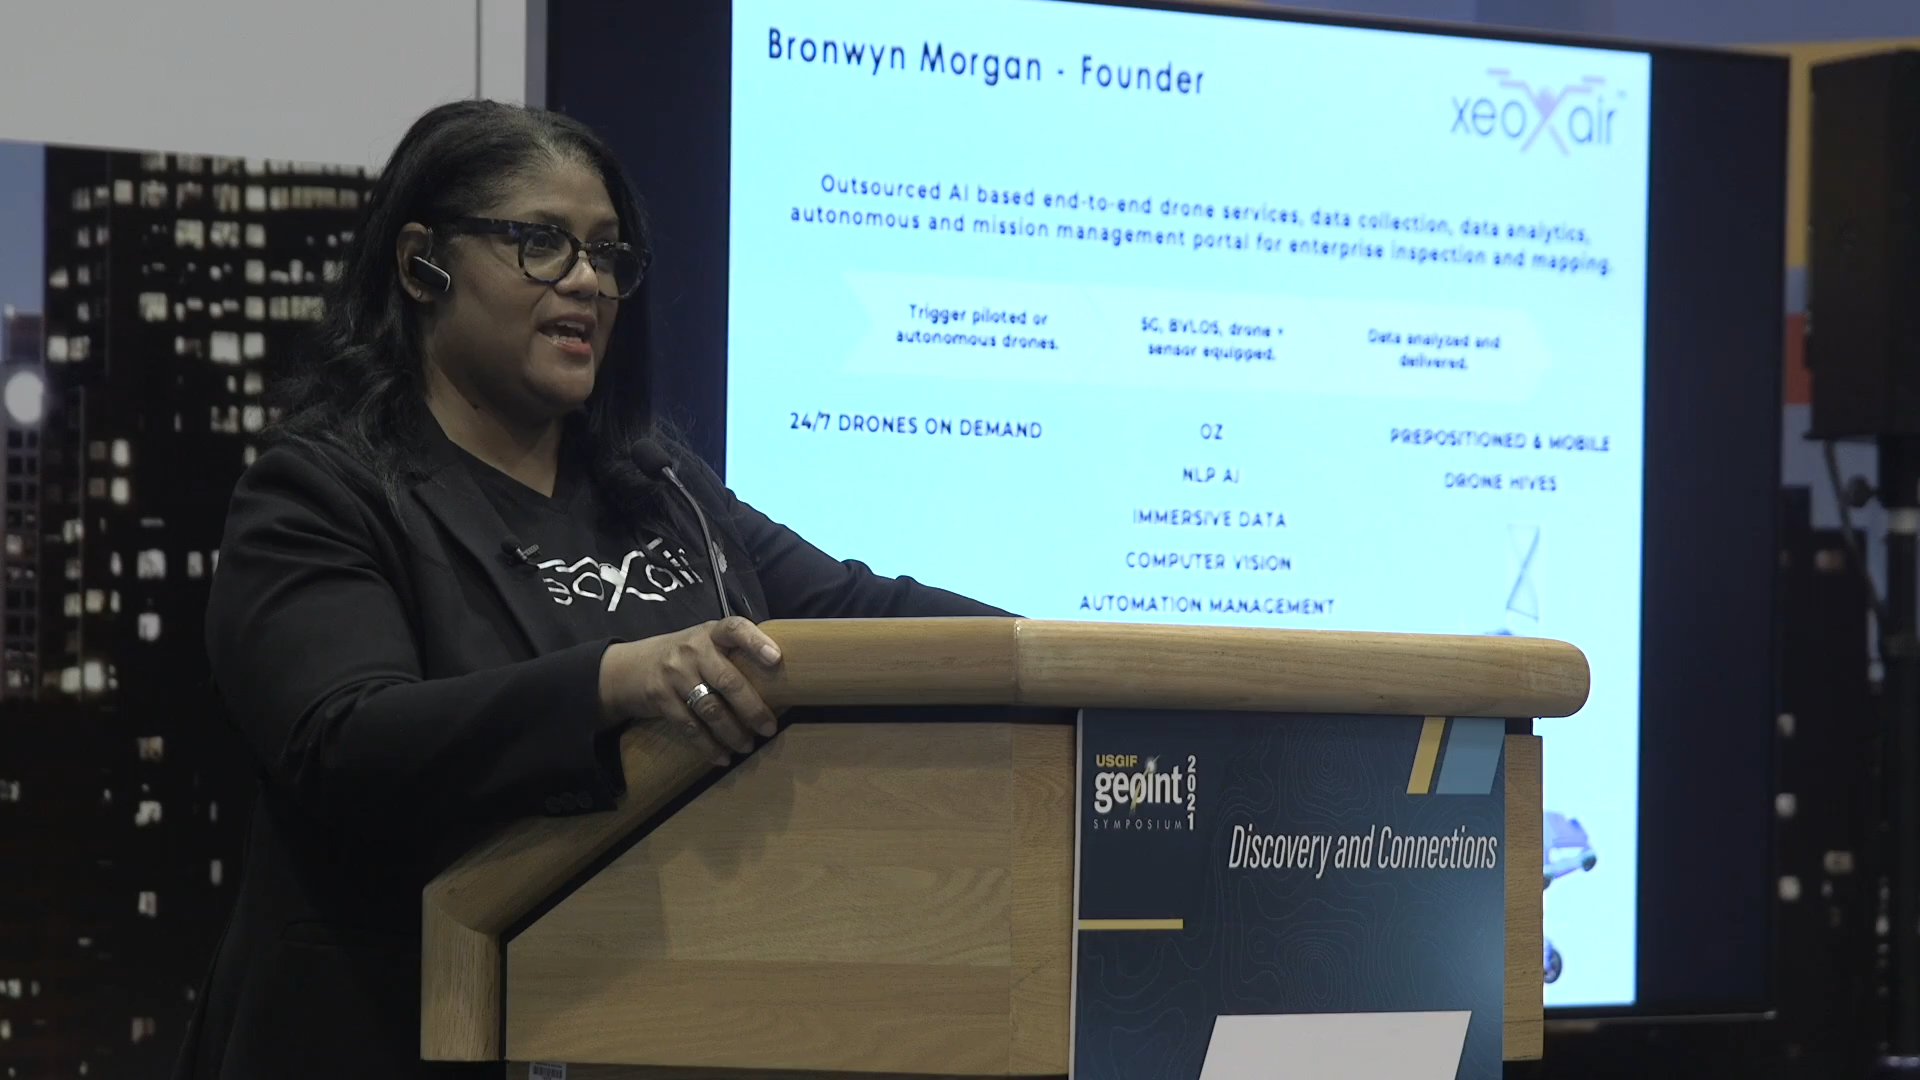 Bronwyn Morgan - Founder
xeoXair
Outsourced AI based end-to-end drone services, data collection, data analytics,
autonomous and mission management portal for enterprise inspection and mapping.
Trigger piloted or
autonomous drones.
5G, BVLOS, drone +
sensor equipped.
Data analyzed and
delivered.
24/7 DRONES ON DEMAND
OZ
NLP AI
IMMERSIVE DATA
COMPUTER VISION
AUTOMATION MANAGEMENT
PREPOSITIONED & MOBILE
DRONE HIVES
eoXair
USGIF
geoint
SYMPOSIUM
2021
Discovery and Connections